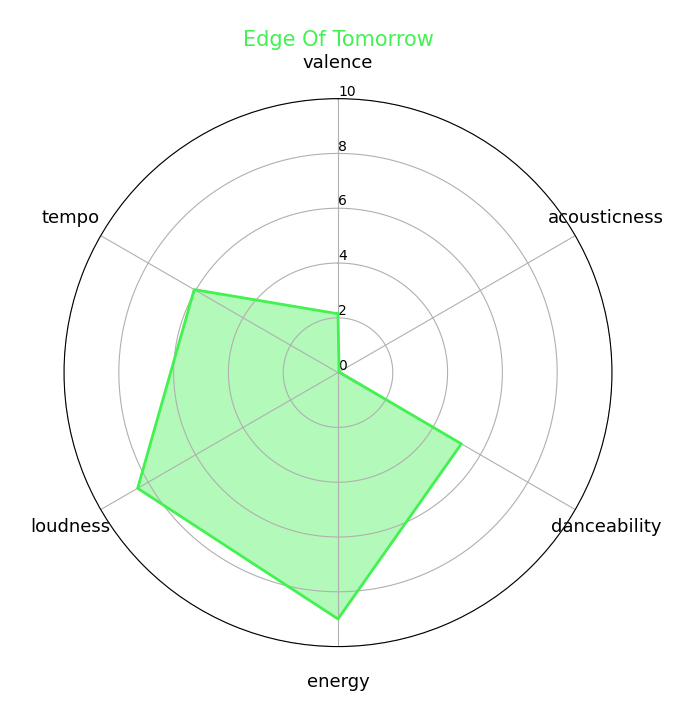 Edge Of Tomorrow
valence
10
8
6
4
2
0
tempo
acousticness
loudness
danceability
energy